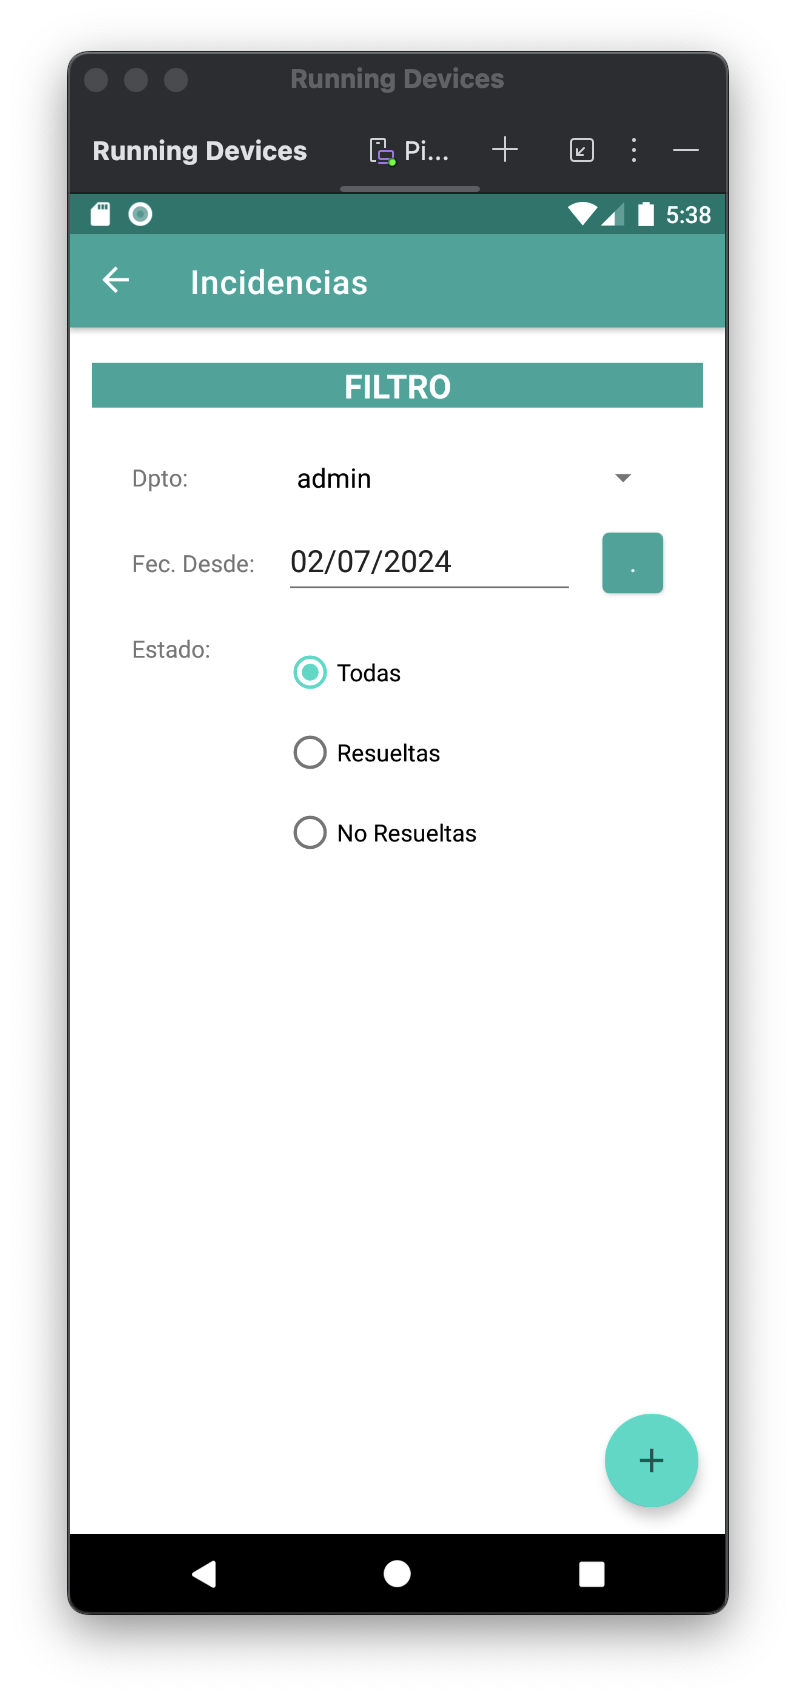 Running Devices
Running Devices Pi...
5:38
Incidencias
FILTRO
Dpto: admin
Fec. Desde: 02/07/2024 .
Estado:
Todas
Resueltas
No Resueltas
+